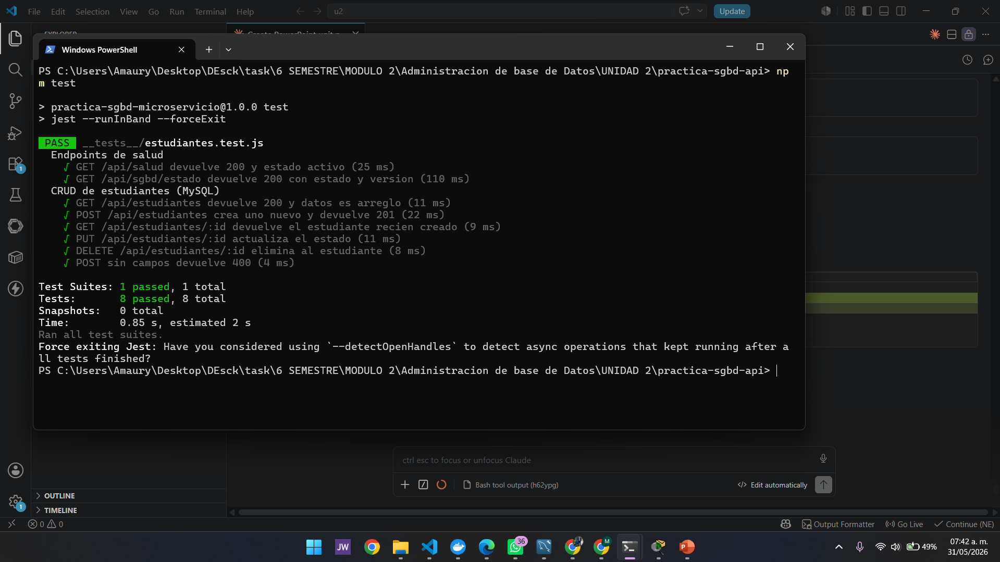 File Edit Selection View Go Run Terminal Help
u2
Update
EXPLORER
Windows PowerShell
PS C:\Users\Amaury\Desktop\DEsck\task\6 SEMESTRE\MODULO 2\Administracion de base de Datos\UNIDAD 2\practica-sgbd-api> np
m test
> practica-sgbd-microservicio@1.0.0 test
> jest --runInBand --forceExit
PASS __tests__/estudiantes.test.js
Endpoints de salud
√ GET /api/salud devuelve 200 y estado activo (25 ms)
√ GET /api/sgbd/estado devuelve 200 con estado y version (110 ms)
CRUD de estudiantes (MySQL)
√ GET /api/estudiantes devuelve 200 y datos es arreglo (11 ms)
√ POST /api/estudiantes crea uno nuevo y devuelve 201 (22 ms)
√ GET /api/estudiantes/:id devuelve el estudiante recien creado (9 ms)
√ PUT /api/estudiantes/:id actualiza el estado (11 ms)
√ DELETE /api/estudiantes/:id elimina al estudiante (8 ms)
√ POST sin campos devuelve 400 (4 ms)
Test Suites: 1 passed, 1 total
Tests: 8 passed, 8 total
Snapshots: 0 total
Time: 0.85 s, estimated 2 s
Ran all test suites.
Force exiting Jest: Have you considered using `--detectOpenHandles` to detect async operations that kept running after a
ll tests finished?
PS C:\Users\Amaury\Desktop\DEsck\task\6 SEMESTRE\MODULO 2\Administracion de base de Datos\UNIDAD 2\practica-sgbd-api>
1
ctrl esc to focus or unfocus Claude
Bash tool output (h62ypg)
Edit automatically
OUTLINE
TIMELINE
1
0 0
Output Formatter
Go Live
Continue (NE)
JW
36
M
P
49%
07:42 a. m.
31/05/2026